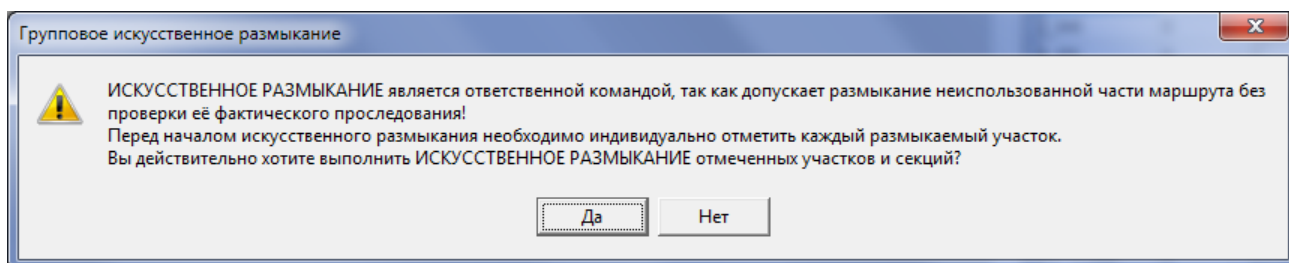 Групповое искусственное размыкание
ИСКУССТВЕННОЕ РАЗМЫКАНИЕ является ответственной командой, так как допускает размыкание неиспользованной части маршрута без
проверки её фактического проследования!
Перед началом искусственного размыкания необходимо индивидуально отметить каждый размыкаемый участок.
Вы действительно хотите выполнить ИСКУССТВЕННОЕ РАЗМЫКАНИЕ отмеченных участков и секций?
Да Нет